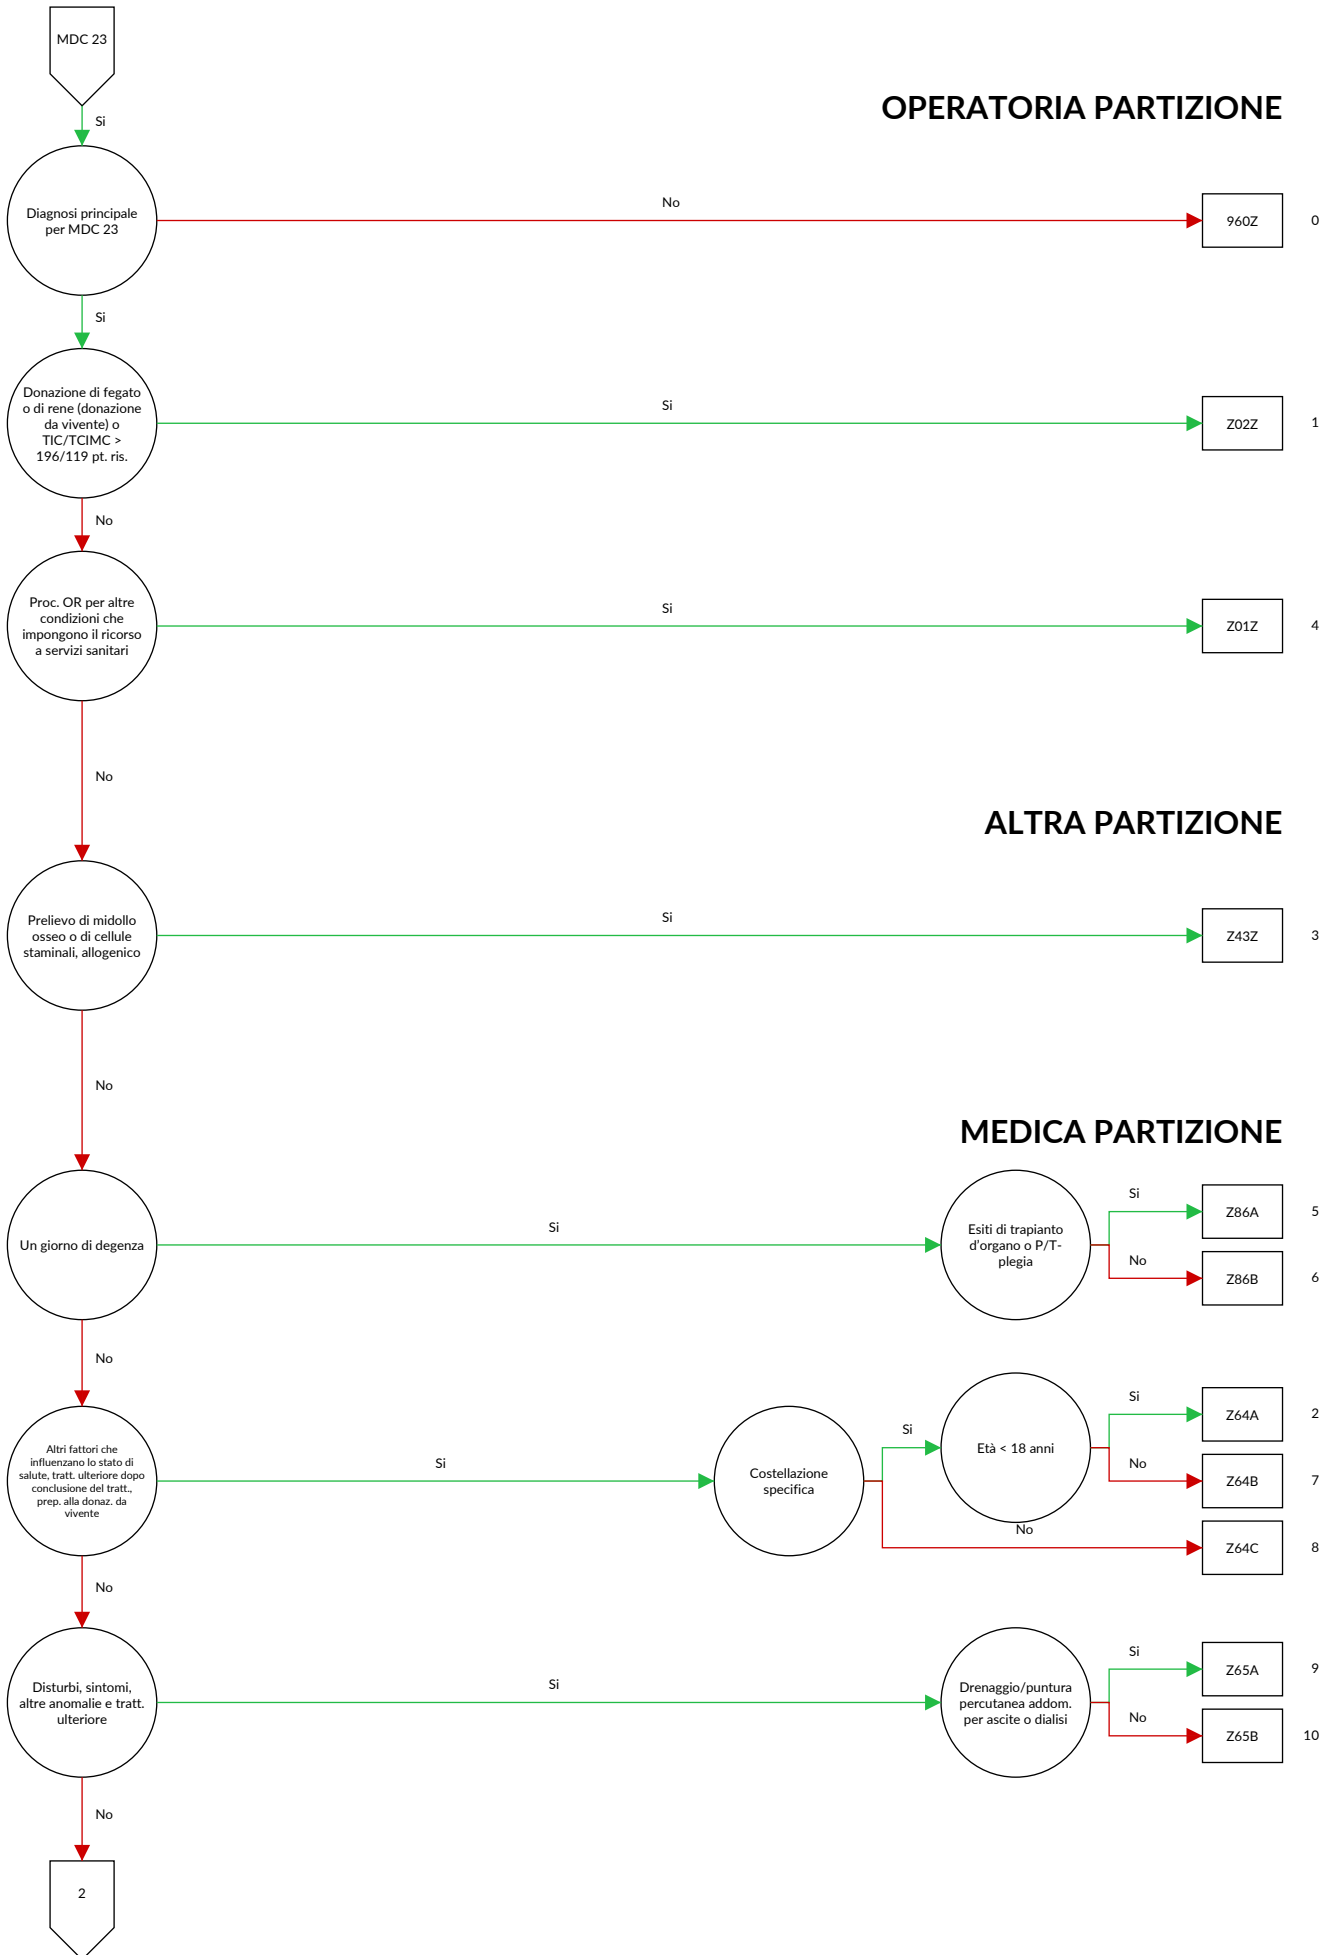 MDC 23
Si
OPERATORIA PARTIZIONE
Diagnosi principale
per MDC 23
No
960Z
0
Si
Donazione di fegato
o di rene (donazione
da vivente) o
TIC/TCIMC >
196/119 pt. ris.
Si
Z02Z
1
No
Proc. OR per altre
condizioni che
impongono il ricorso
a servizi sanitari
Si
Z01Z
4
No
ALTRA PARTIZIONE
Prelievo di midollo
osseo o di cellule
staminali, allogenico
Si
Z43Z
3
No
MEDICA PARTIZIONE
Un giorno di degenza
Si
Esiti di trapianto
d'organo o P/T-
plegia
Si
Z86A
5
No
Z86B
6
No
Altri fattori che
influenzano lo stato di
salute, tratt. ulteriore dopo
conclusione del tratt.,
prep. alla donaz. da
vivente
Si
Costellazione
specifica
Si
Età < 18 anni
Si
Z64A
2
No
Z64B
7
No
Z64C
8
No
Disturbi, sintomi,
altre anomalie e tratt.
ulteriore
Si
Drenaggio/puntura
percutanea addom.
per ascite o dialisi
Si
Z65A
9
No
Z65B
10
No
2